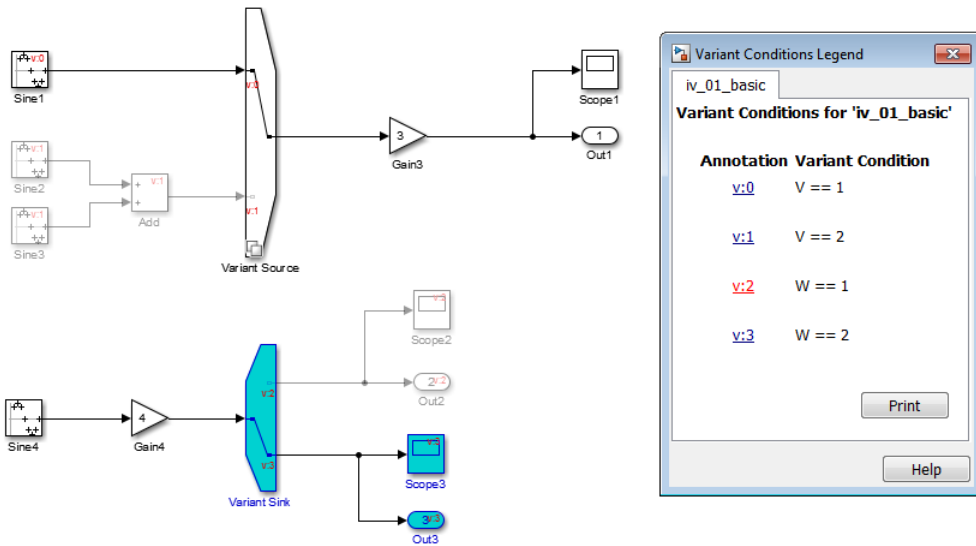 v:0
Sine1
v:0
v:1
Sine2
v:1
Sine3
+
+
v:1
Add
v:1
Variant Source
3
Gain3
Scope1
1
Out1
Sine4
4
Gain4
v:2
v:3
Variant Sink
v:2
Scope2
2 v:2
Out2
v:2
Scope3
3 v:3
Out3
Variant Conditions Legend
iv_01_basic
Variant Conditions for 'iv_01_basic'
Annotation Variant Condition
v:0 V == 1
v:1 V == 2
v:2 W == 1
v:3 W == 2
Print
Help